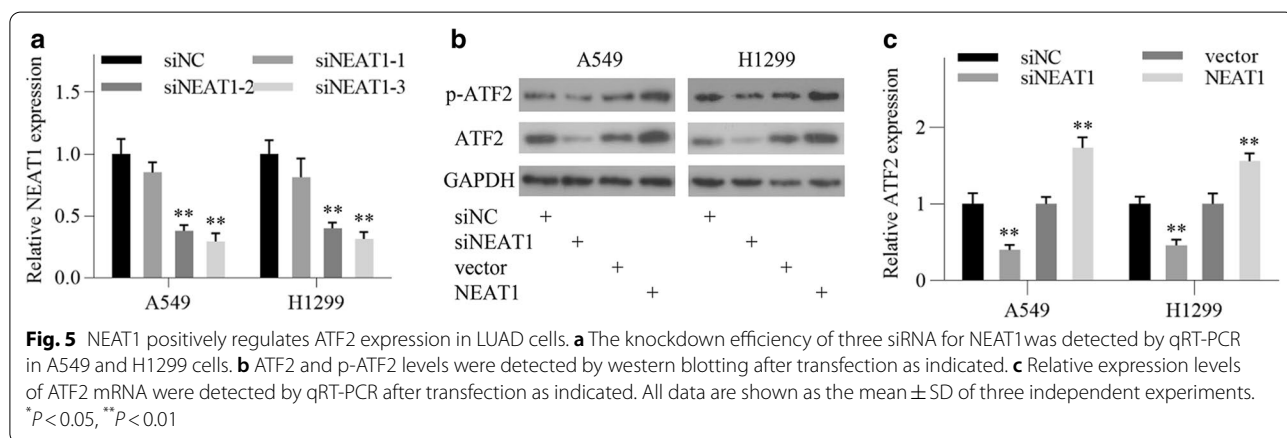 a
siNC
siNEAT1-1
siNEAT1-2
siNEAT1-3
Relative NEAT1 expression
1.5
1.0
0.5
0.0
** **
** **
A549
H1299
b
A549
H1299
p-ATF2
ATF2
GAPDH
siNC + +
siNEAT1 + +
vector + +
NEAT1 + +
c
siNC
vector
siNEAT1
NEAT1
Relative ATF2 expression
2
1
0
** **
** **
A549
H1299
Fig. 5 NEAT1 positively regulates ATF2 expression in LUAD cells. a The knockdown efficiency of three siRNA for NEAT1was detected by qRT-PCR
in A549 and H1299 cells. b ATF2 and p-ATF2 levels were detected by western blotting after transfection as indicated. c Relative expression levels
of ATF2 mRNA were detected by qRT-PCR after transfection as indicated. All data are shown as the mean ± SD of three independent experiments.
*P < 0.05, **P < 0.01